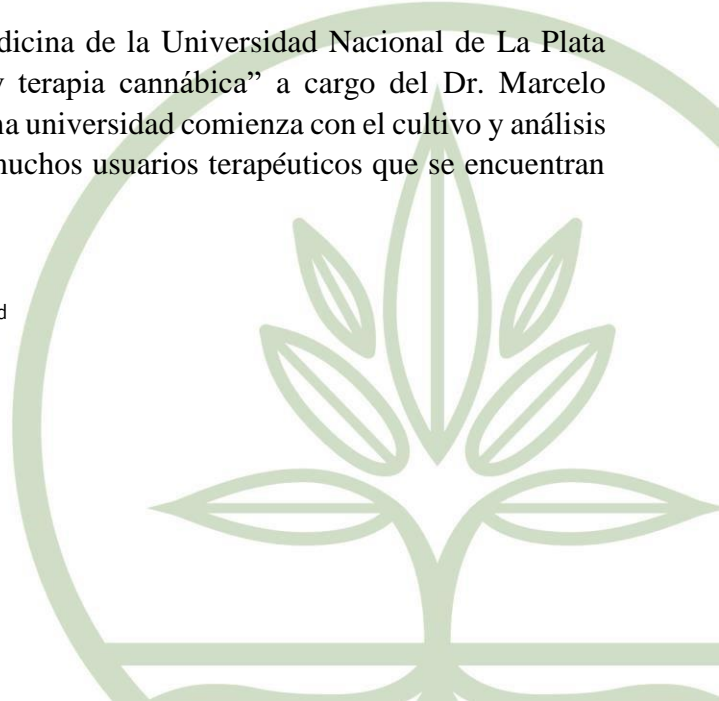 dicina de la Universidad Nacional de La Plata
y terapia cannábica” a cargo del Dr. Marcelo
na universidad comienza con el cultivo y análisis
muchos usuarios terapéuticos que se encuentran
d